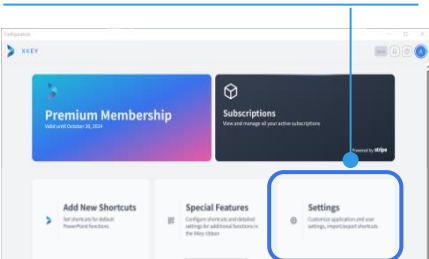 Configuration
XKEY
Premium Membership
Valid until October 26, 2024
Subscriptions
View and manage all your active subscriptions
Powered by stripe
Add New Shortcuts
Set shortcuts for default
PowerPoint functions
Special Features
Configure shortcuts and detailed
settings for additional functions in
the Xkey ribbon
Settings
Customize application and user
settings, import/export shortcuts